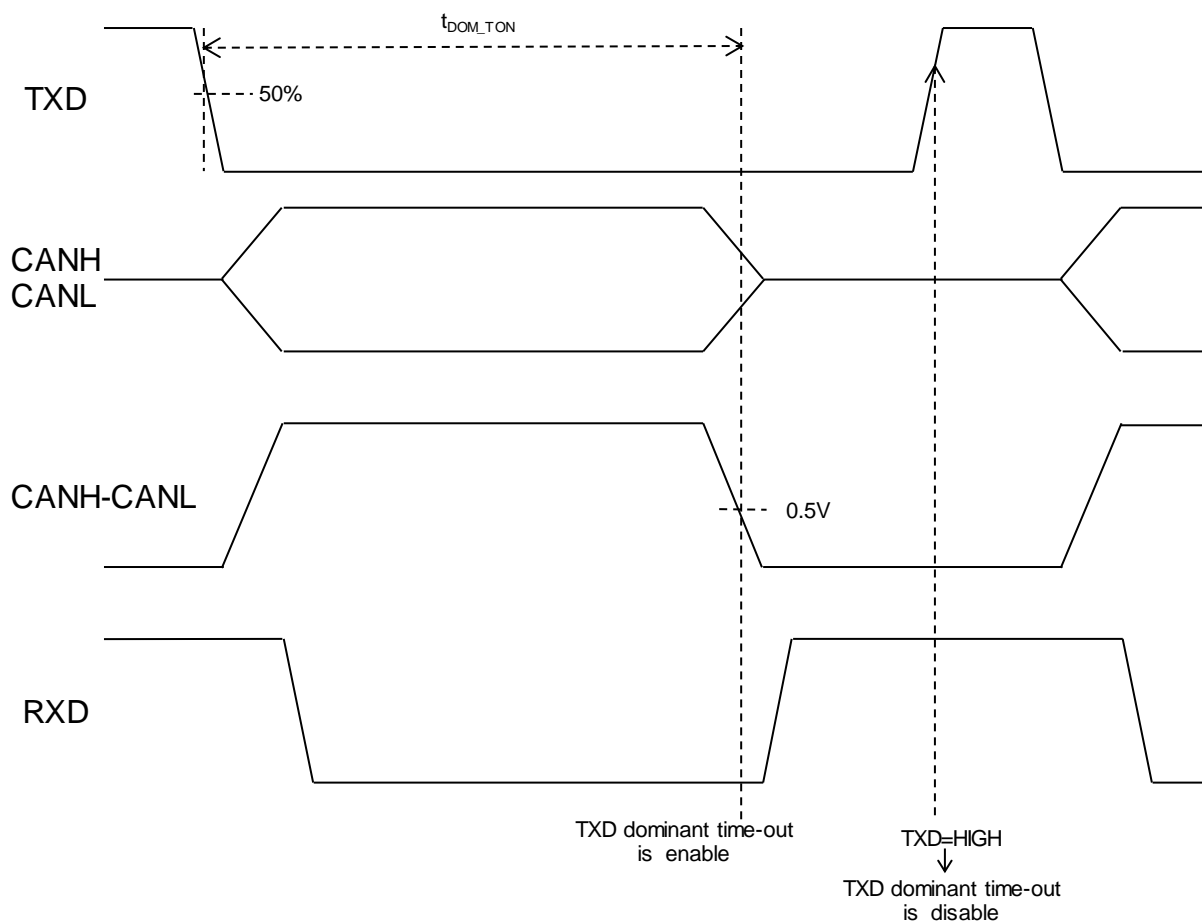 tDOM_TON
TXD
50%
CANH
CANL
CANH-CANL
0.5V
RXD
TXD dominant time-out
is enable
TXD=HIGH
TXD dominant time-out
is disable